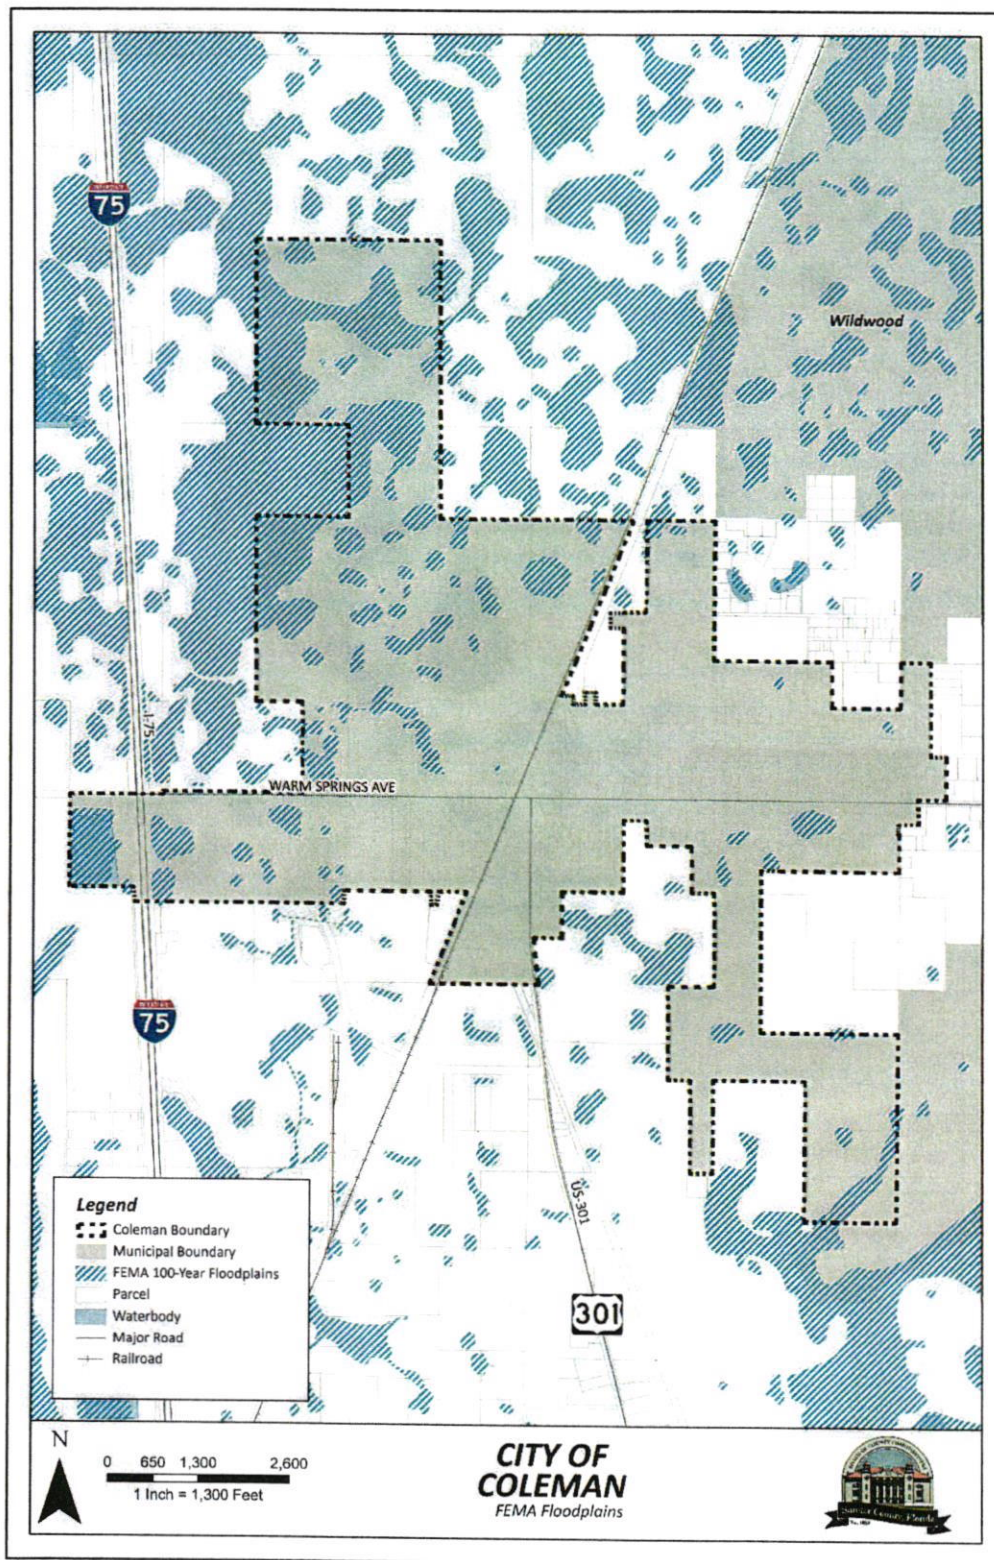 INTERSTATE
75
Wildwood
I-75
WARM SPRINGS AVE
75
US-301
301
Legend
Coleman Boundary
Municipal Boundary
FEMA 100-Year Floodplains
Parcel
Waterbody
Major Road
Railroad
N
0 650 1,300 2,600
1 Inch = 1,300 Feet
CITY OF
COLEMAN
FEMA Floodplains
Sumter County, Florida